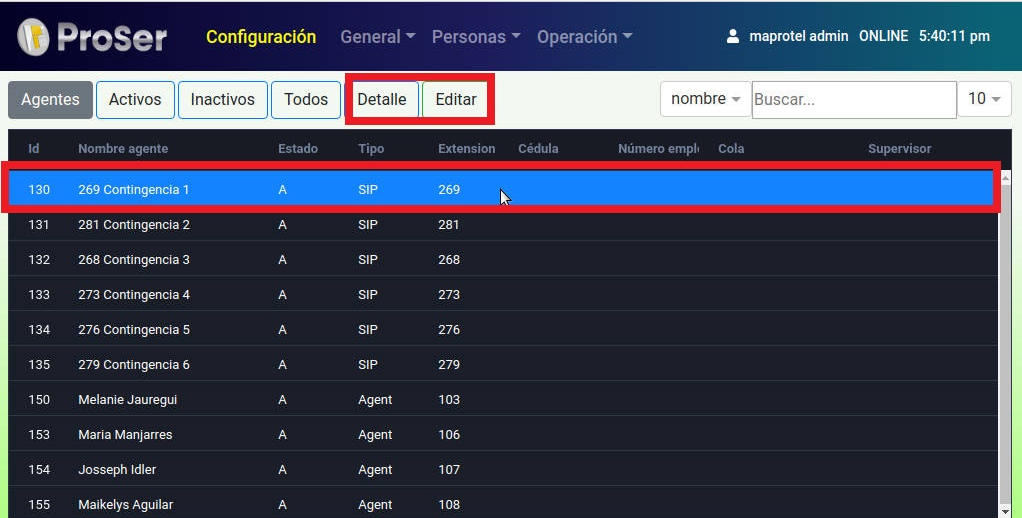 ProSer Configuración General Personas Operación maprotel admin ONLINE 5:40:11 pm
Agentes Activos Inactivos Todos Detalle Editar nombre Buscar... 10
Id Nombre agente Estado Tipo Extension Cédula Número emple Cola Supervisor
130 269 Contingencia 1 A SIP 269
131 281 Contingencia 2 A SIP 281
132 268 Contingencia 3 A SIP 268
133 273 Contingencia 4 A SIP 273
134 276 Contingencia 5 A SIP 276
135 279 Contingencia 6 A SIP 279
150 Melanie Jauregui A Agent 103
153 Maria Manjarres A Agent 106
154 Josseph Idler A Agent 107
155 Maikelys Aguilar A Agent 108